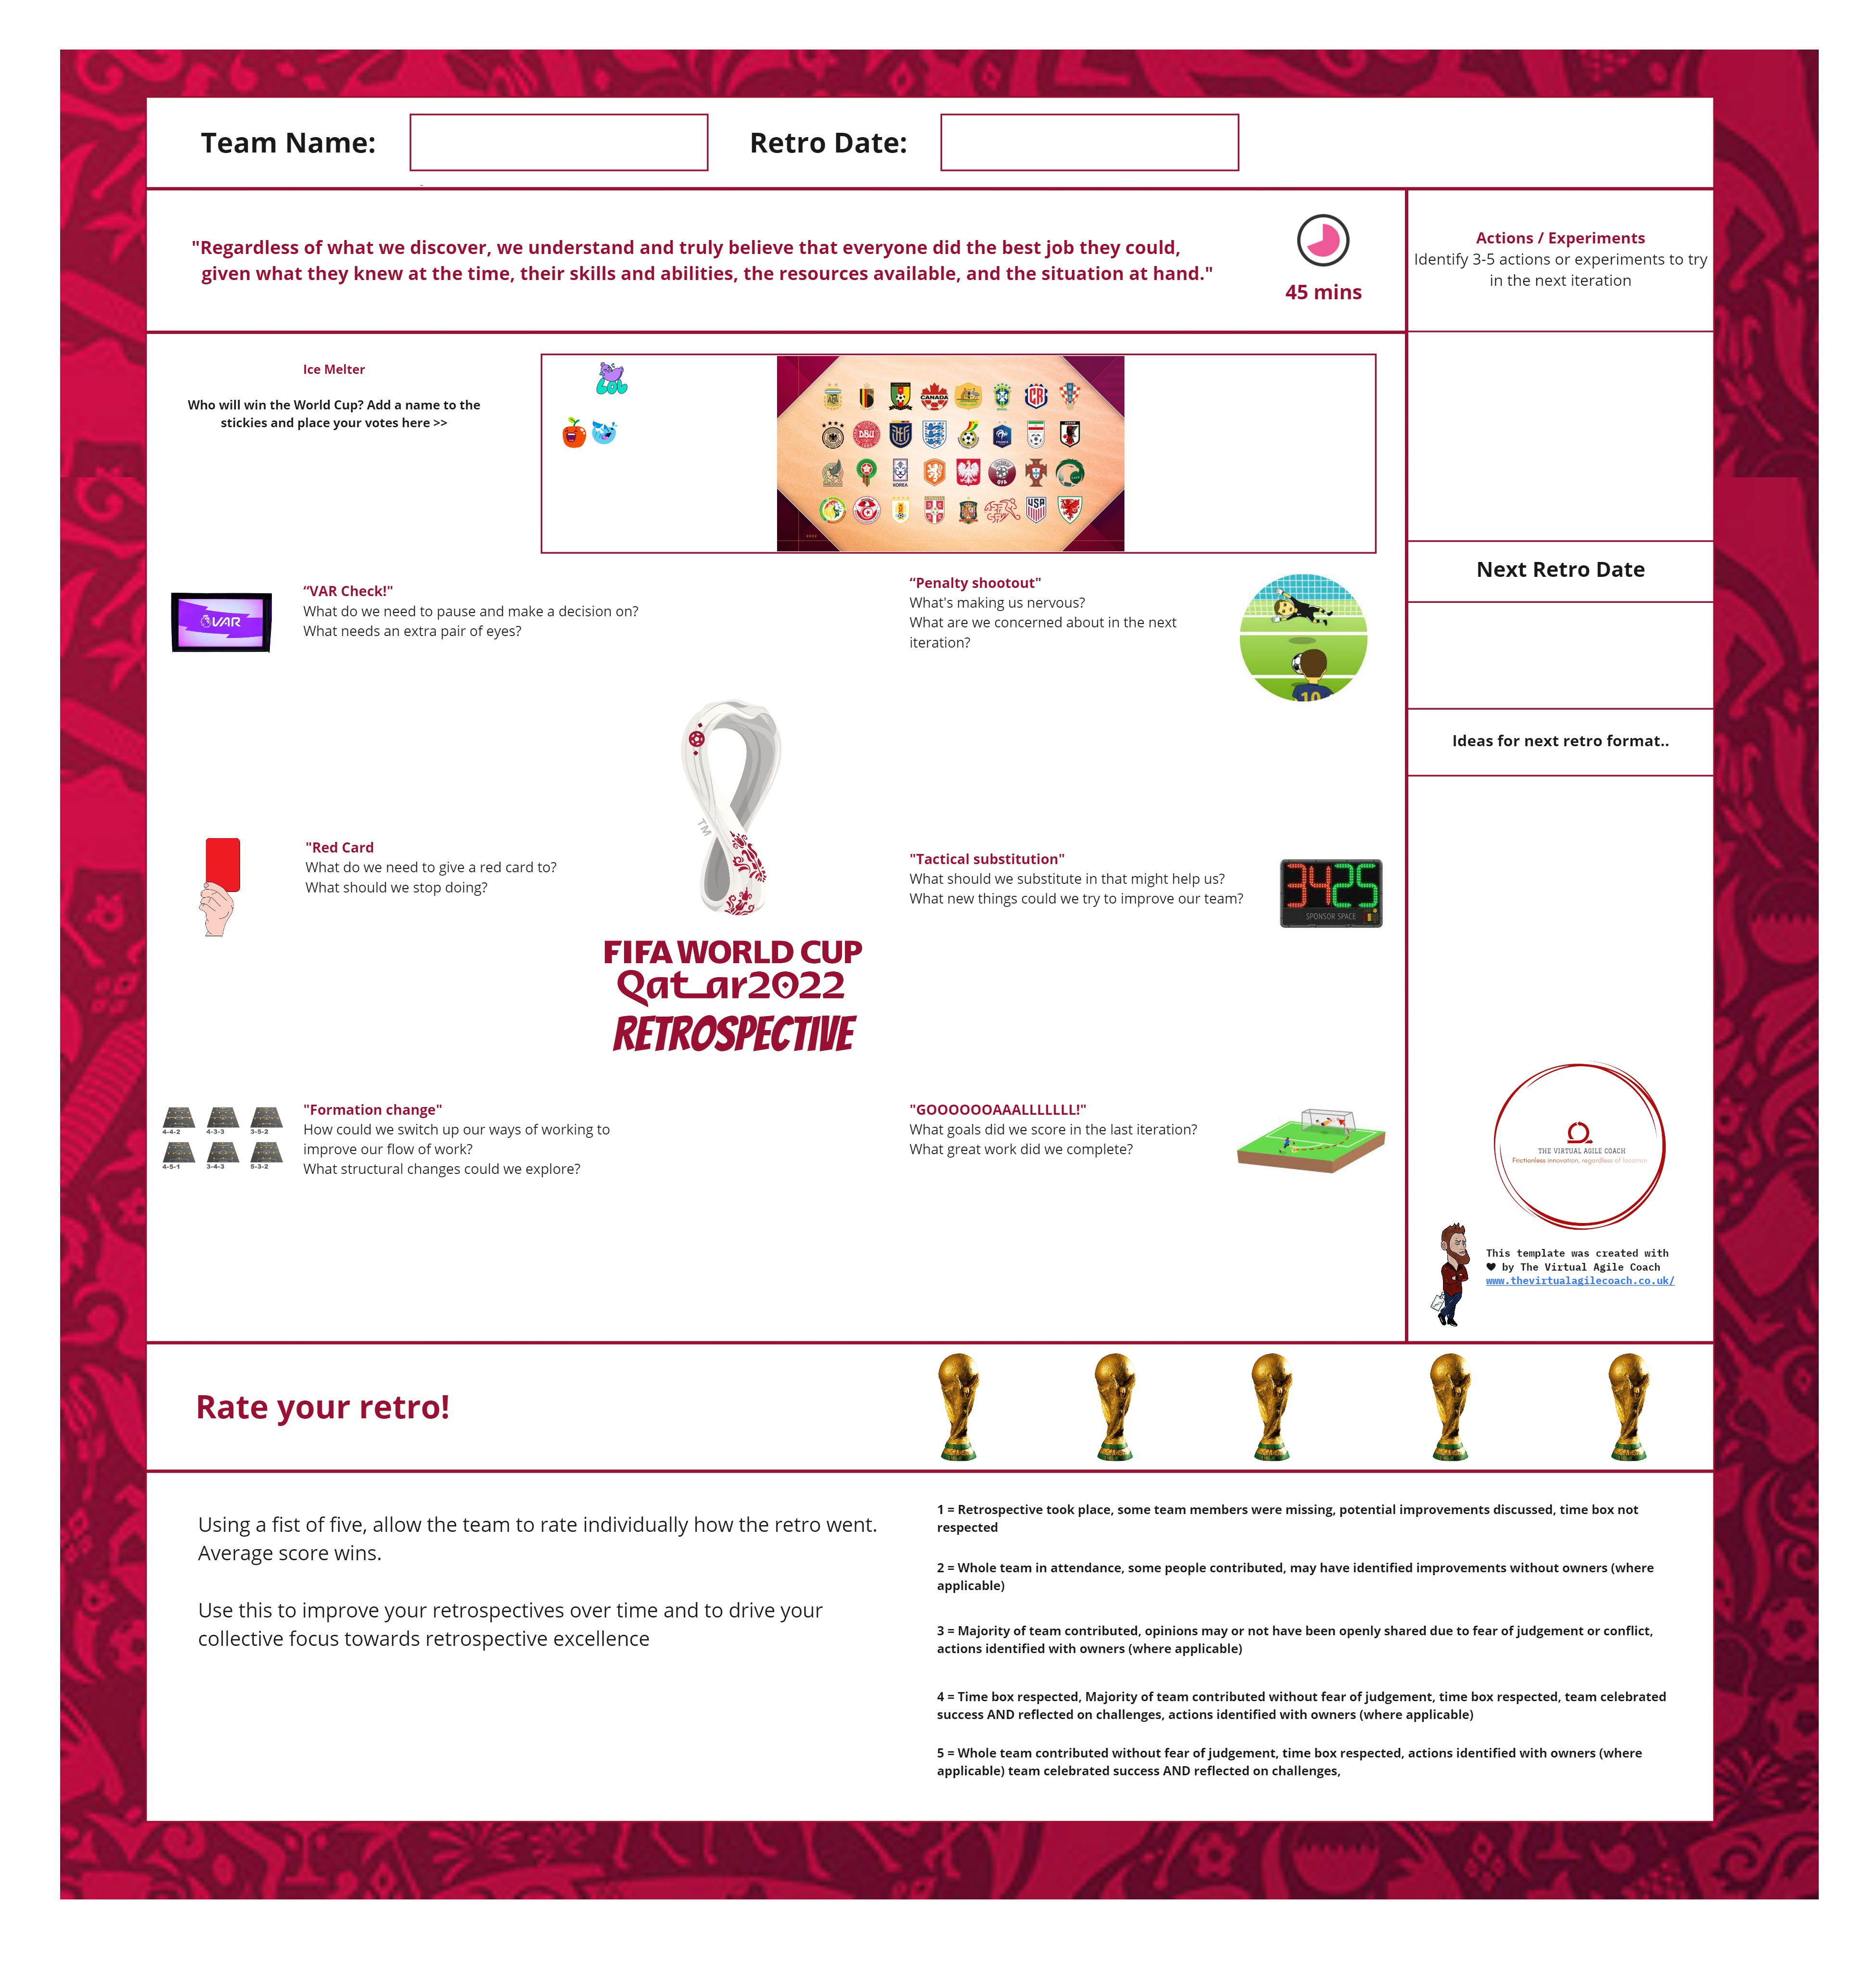 Team Name:
Retro Date:
"Regardless of what we discover, we understand and truly believe that everyone did the best job they could,
given what they knew at the time, their skills and abilities, the resources available, and the situation at hand."
45 mins
Actions / Experiments
Identify 3-5 actions or experiments to try
in the next iteration
Ice Melter
Who will win the World Cup? Add a name to the
stickies and place your votes here >>
LOL
CANADA
CR
DBU
KOREA
USA
Next Retro Date
“VAR Check!"
What do we need to pause and make a decision on?
What needs an extra pair of eyes?
VAR
“Penalty shootout"
What's making us nervous?
What are we concerned about in the next
iteration?
10
Ideas for next retro format..
TM
"Red Card
What do we need to give a red card to?
What should we stop doing?
"Tactical substitution"
What should we substitute in that might help us?
What new things could we try to improve our team?
3425
SPONSOR SPACE
FIFA WORLD CUP
Qatar2022
RETROSPECTIVE
4-4-2 4-3-3 3-5-2
4-5-1 3-4-3 5-3-2
"Formation change"
How could we switch up our ways of working to
improve our flow of work?
What structural changes could we explore?
"GOOOOOOAAALLLLLLL!"
What goals did we score in the last iteration?
What great work did we complete?
THE VIRTUAL AGILE COACH
Frictionless innovation, regardless of location
This template was created with
♥ by The Virtual Agile Coach
www.thevirtualagilecoach.co.uk/
Rate your retro!
Using a fist of five, allow the team to rate individually how the retro went.
Average score wins.
Use this to improve your retrospectives over time and to drive your
collective focus towards retrospective excellence
1 = Retrospective took place, some team members were missing, potential improvements discussed, time box not
respected
2 = Whole team in attendance, some people contributed, may have identified improvements without owners (where
applicable)
3 = Majority of team contributed, opinions may or not have been openly shared due to fear of judgement or conflict,
actions identified with owners (where applicable)
4 = Time box respected, Majority of team contributed without fear of judgement, time box respected, team celebrated
success AND reflected on challenges, actions identified with owners (where applicable)
5 = Whole team contributed without fear of judgement, time box respected, actions identified with owners (where
applicable) team celebrated success AND reflected on challenges,